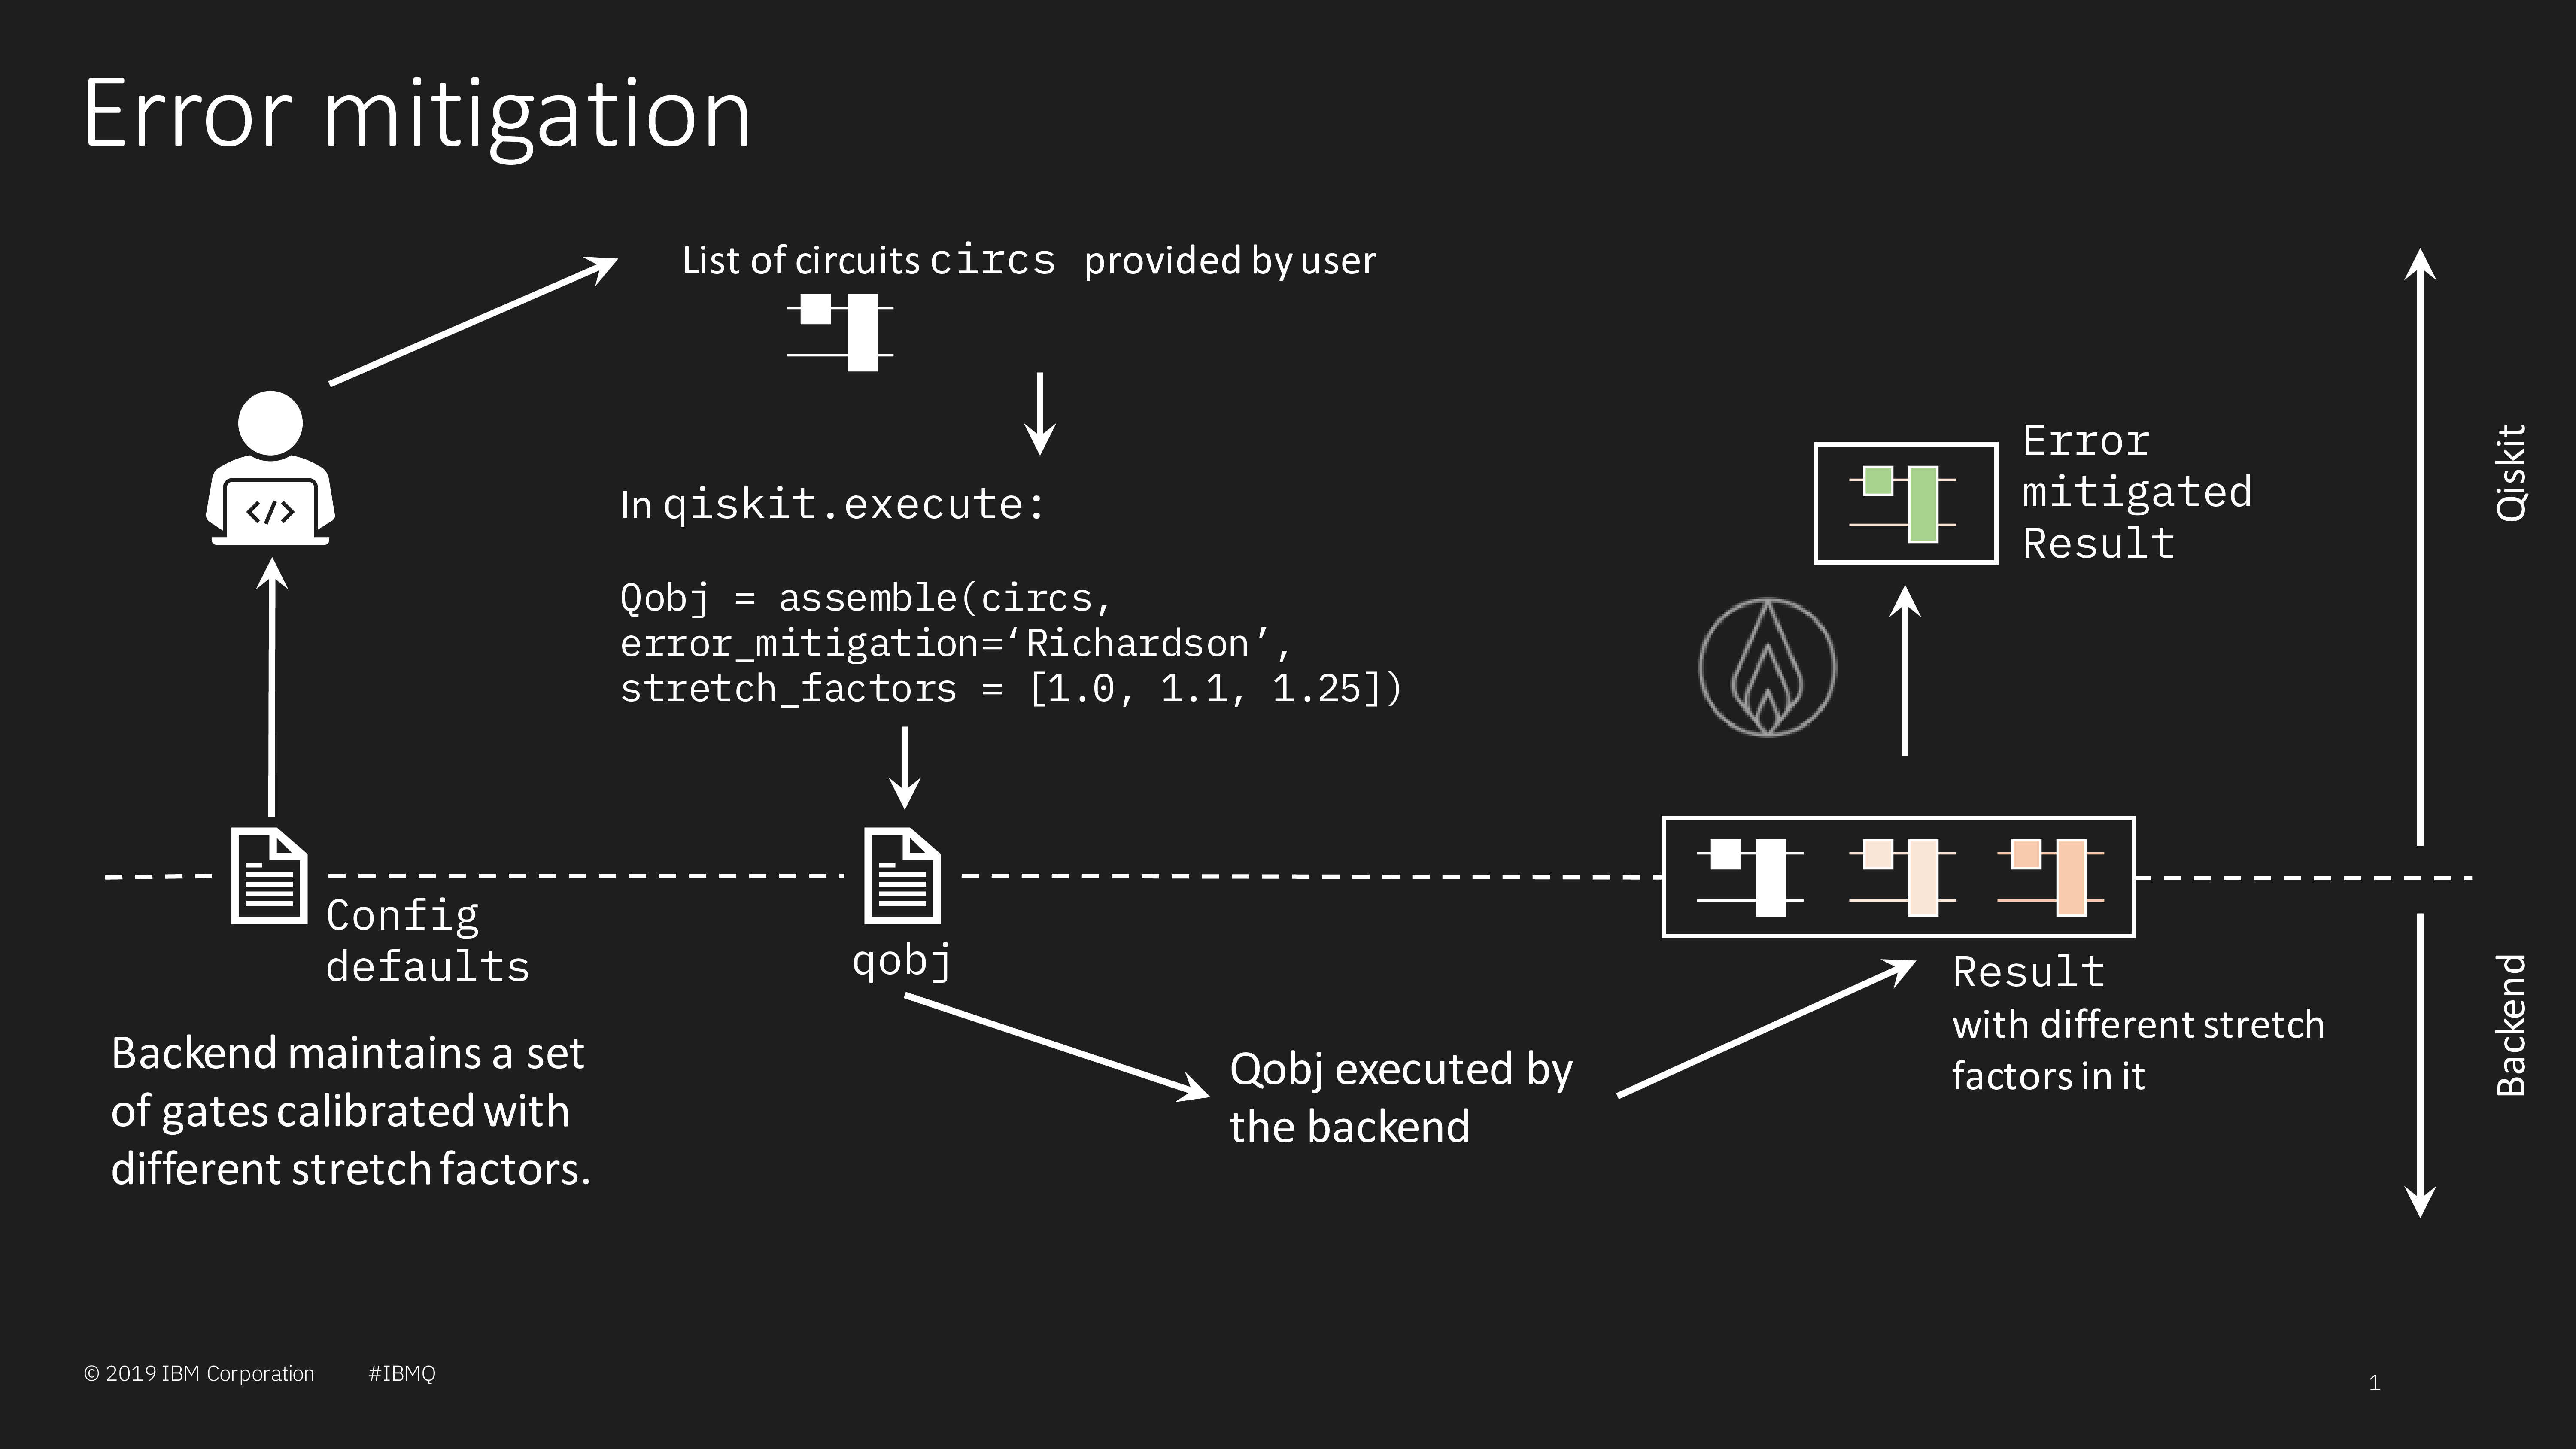 Error mitigation
List of circuits circs provided by user
</>
In qiskit.execute:
Qobj = assemble(circs,
error_mitigation=‘Richardson’,
stretch_factors = [1.0, 1.1, 1.25])
Error
mitigated
Result
Qiskit
Config
defaults
qobj
Backend maintains a set
of gates calibrated with
different stretch factors.
Qobj executed by
the backend
Result
with different stretch
factors in it
Backend
© 2019 IBM Corporation #IBMQ
1